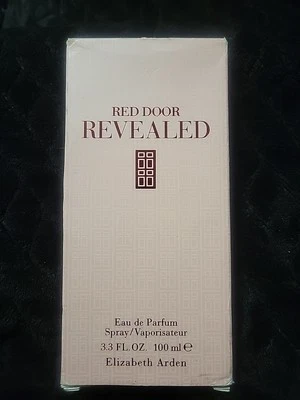 RED DOOR
REVEALED
Eau de Parfum
Spray/Vaporisateur
3.3 FL. OZ. 100 ml ℮
Elizabeth Arden